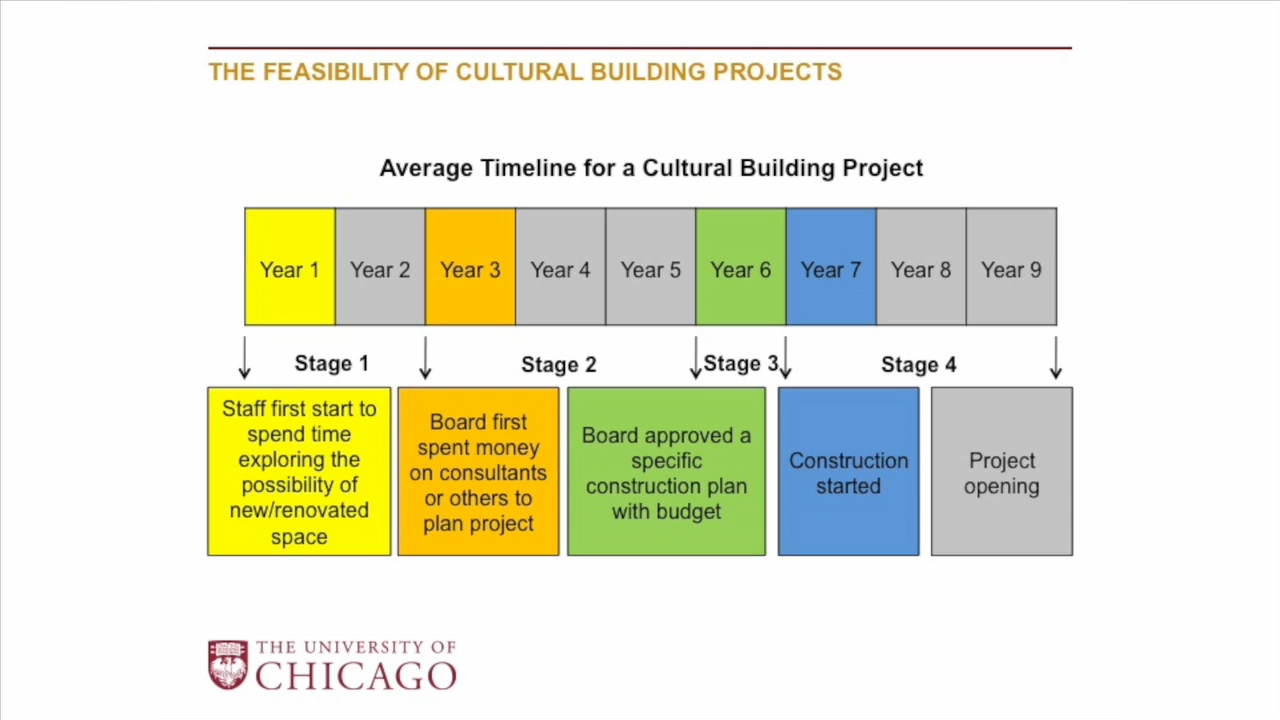 THE FEASIBILITY OF CULTURAL BUILDING PROJECTS
Average Timeline for a Cultural Building Project
Year 1
Year 2
Year 3
Year 4
Year 5
Year 6
Year 7
Year 8
Year 9
Stage 1
Stage 2
Stage 3
Stage 4
Staff first start to
spend time
exploring the
possibility of
new/renovated
space
Board first
spent money
on consultants
or others to
plan project
Board approved a
specific
construction plan
with budget
Construction
started
Project
opening
THE UNIVERSITY OF
CHICAGO